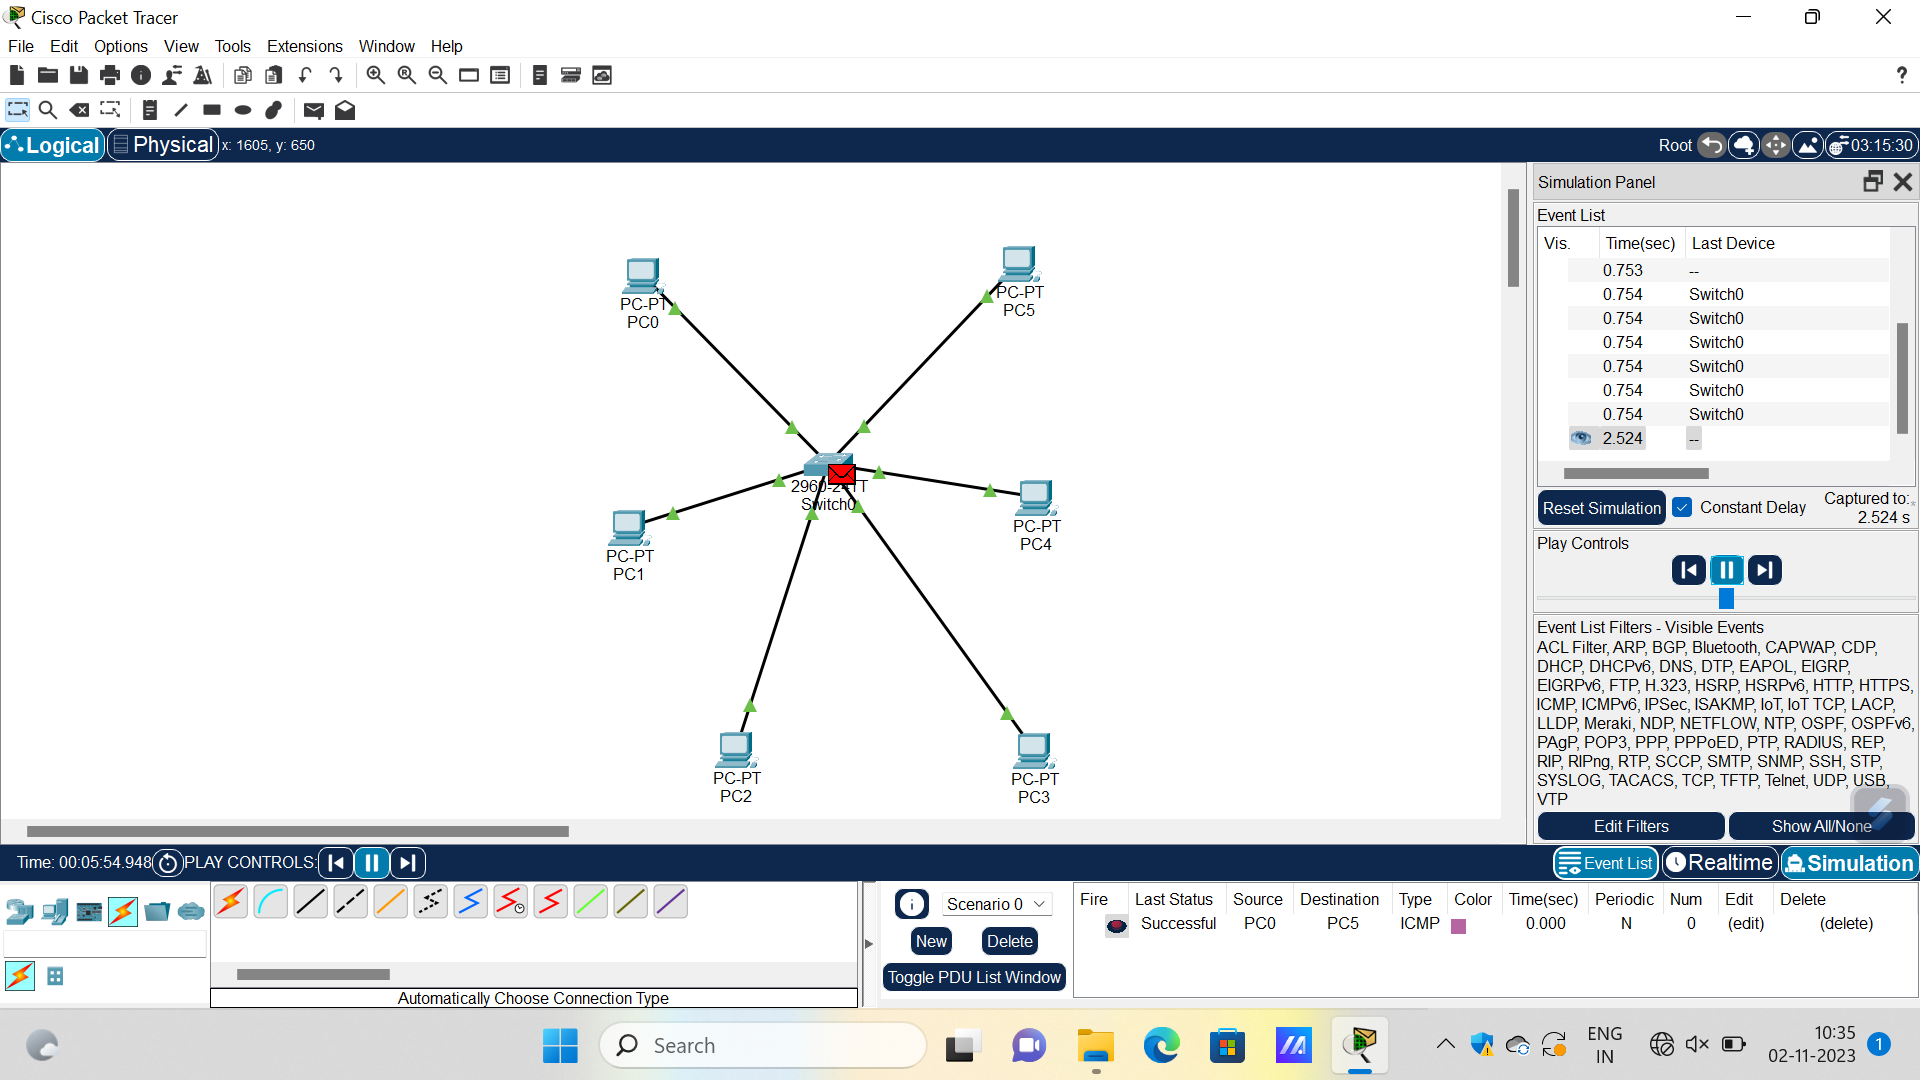 Cisco Packet Tracer
File Edit Options View Tools Extensions Window Help
?
Logical Physical x: 1605, y: 650 Root 03:15:30
PC-PT
PC0
PC-PT
PC5
2960-24TT
Switch0
PC-PT
PC4
PC-PT
PC1
PC-PT
PC2
PC-PT
PC3
Simulation Panel
Event List
Vis. Time(sec) Last Device
0.753 --
0.754 Switch0
0.754 Switch0
0.754 Switch0
0.754 Switch0
0.754 Switch0
0.754 Switch0
2.524 --
Reset Simulation Constant Delay Captured to:
2.524 s
Play Controls
Event List Filters - Visible Events
ACL Filter, ARP, BGP, Bluetooth, CAPWAP, CDP,
DHCP, DHCPv6, DNS, DTP, EAPOL, EIGRP,
EIGRPv6, FTP, H.323, HSRP, HSRPv6, HTTP, HTTPS,
ICMP, ICMPv6, IPSec, ISAKMP, IoT, IoT TCP, LACP,
LLDP, Meraki, NDP, NETFLOW, NTP, OSPF, OSPFv6,
PAgP, POP3, PPP, PPPoED, PTP, RADIUS, REP,
RIP, RIPng, RTP, SCCP, SMTP, SNMP, SSH, STP,
SYSLOG, TACACS, TCP, TFTP, Telnet, UDP, USB,
VTP
Edit Filters Show All/None
Time: 00:05:54.948 PLAY CONTROLS: Event List Realtime Simulation
Scenario 0
New Delete
Toggle PDU List Window
Automatically Choose Connection Type
Fire Last Status Source Destination Type Color Time(sec) Periodic Num Edit Delete
Successful PC0 PC5 ICMP 0.000 N 0 (edit) (delete)
Search
ENG
IN
10:35
02-11-2023
1